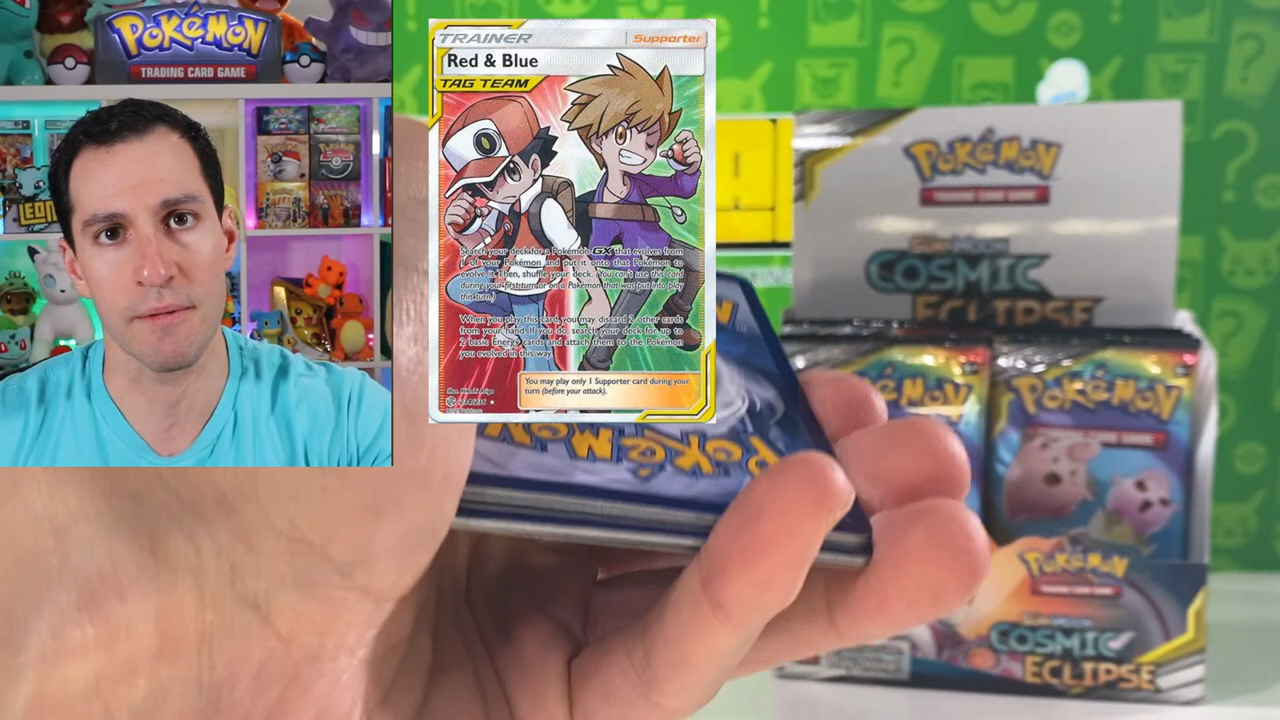 POKéMON
TRADING CARD GAME
LEON
TRAINER
Supporter
Red & Blue
TAG TEAM
Search your deck for a Pokémon-GX that evolves from
1 of your Pokémon and put it onto that Pokémon to
evolve it. Then, shuffle your deck. (You can't use this card
during your first turn or on a Pokémon that was put into play
this turn.)
When you play this card, you may discard 2 other cards
from your hand. If you do, search your deck for up to
2 basic Energy cards and attach them to the Pokémon
you evolved in this way.
You may play only 1 Supporter card during your
turn (before your attack).
234/236
POKéMON
TRADING CARD GAME
COSMIC
ECLIPSE
POKéMON
POKéMON
POKéMON
COSMIC
ECLIPSE
POKéMON